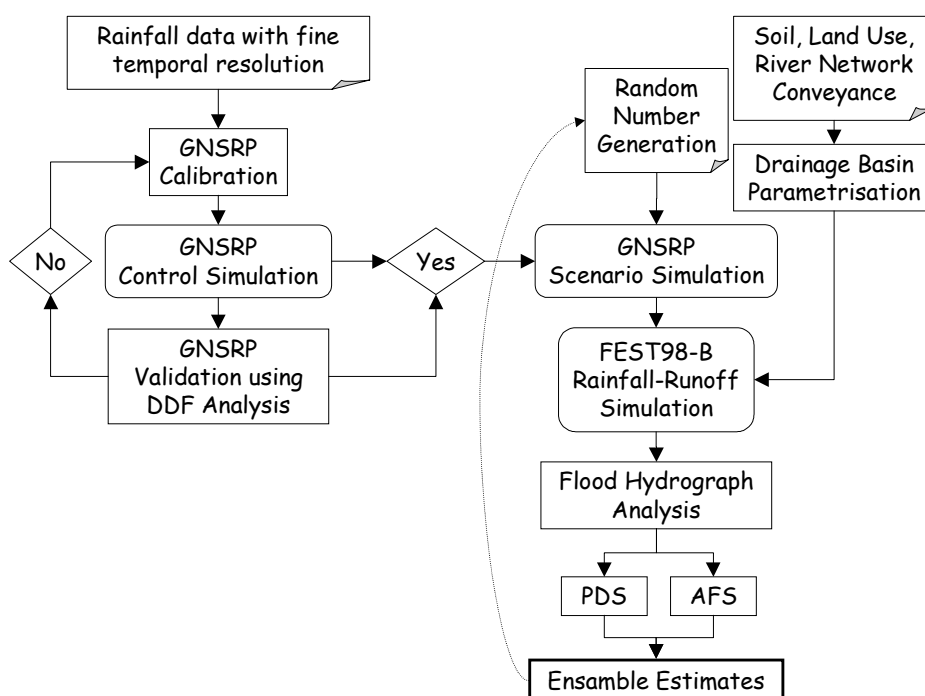 Rainfall data with fine
temporal resolution
GNSRP
Calibration
No
GNSRP
Control Simulation
Yes
GNSRP
Validation using
DDF Analysis
Random
Number
Generation
Soil, Land Use,
River Network
Conveyance
Drainage Basin
Parametrisation
GNSRP
Scenario Simulation
FEST98-B
Rainfall-Runoff
Simulation
Flood Hydrograph
Analysis
PDS
AFS
Ensamble Estimates